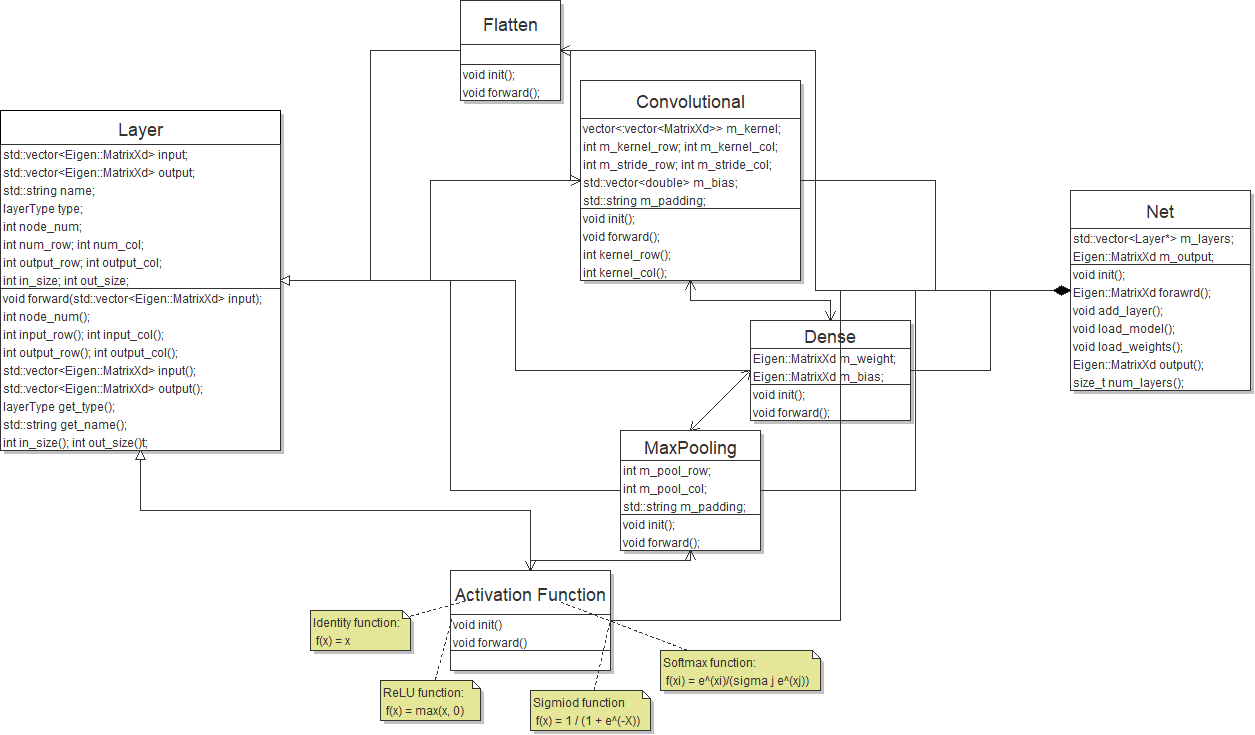 Flatten
void init();
void forward();
Convolutional
vector<:vector<MatrixXd>> m_kernel;
int m_kernel_row; int m_kernel_col;
int m_stride_row; int m_stride_col;
std::vector<double> m_bias;
std::string m_padding;
void init();
void forward();
int kernel_row();
int kernel_col();
Layer
std::vector<Eigen::MatrixXd> input;
std::vector<Eigen::MatrixXd> output;
std::string name;
layerType type;
int node_num;
int num_row; int num_col;
int output_row; int output_col;
int in_size; int out_size;
void forward(std::vector<Eigen::MatrixXd> input);
int node_num();
int input_row(); int input_col();
int output_row(); int output_col();
std::vector<Eigen::MatrixXd> input();
std::vector<Eigen::MatrixXd> output();
layerType get_type();
std::string get_name();
int in_size(); int out_size()t;
Net
std::vector<Layer*> m_layers;
Eigen::MatrixXd m_output;
void init();
Eigen::MatrixXd forawrd();
void add_layer();
void load_model();
void load_weights();
Eigen::MatrixXd output();
size_t num_layers();
Dense
Eigen::MatrixXd m_weight;
Eigen::MatrixXd m_bias;
void init();
void forward();
MaxPooling
int m_pool_row;
int m_pool_col;
std::string m_padding;
void init();
void forward();
Activation Function
void init()
void forward()
Identity function:
f(x) = x
ReLU function:
f(x) = max(x, 0)
Sigmiod function
f(x) = 1 / (1 + e^(-X))
Softmax function:
f(xi) = e^(xi)/(sigma j e^(xj))